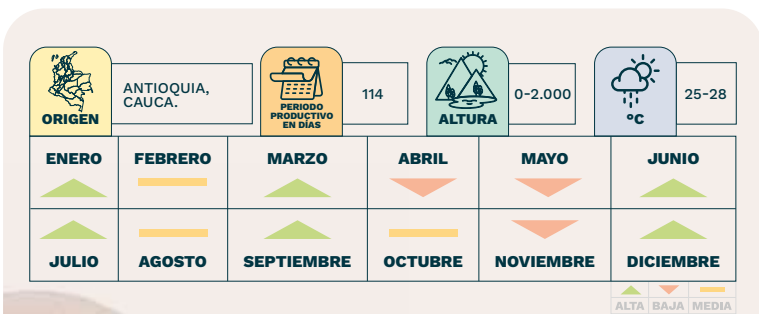 ORIGEN
ANTIOQUIA,
CAUCA.
PERIODO
PRODUCTIVO
EN DÍAS
114
ALTURA
0-2.000
°C
25-28
ENERO FEBRERO MARZO ABRIL MAYO JUNIO
JULIO AGOSTO SEPTIEMBRE OCTUBRE NOVIEMBRE DICIEMBRE
ALTA BAJA MEDIA